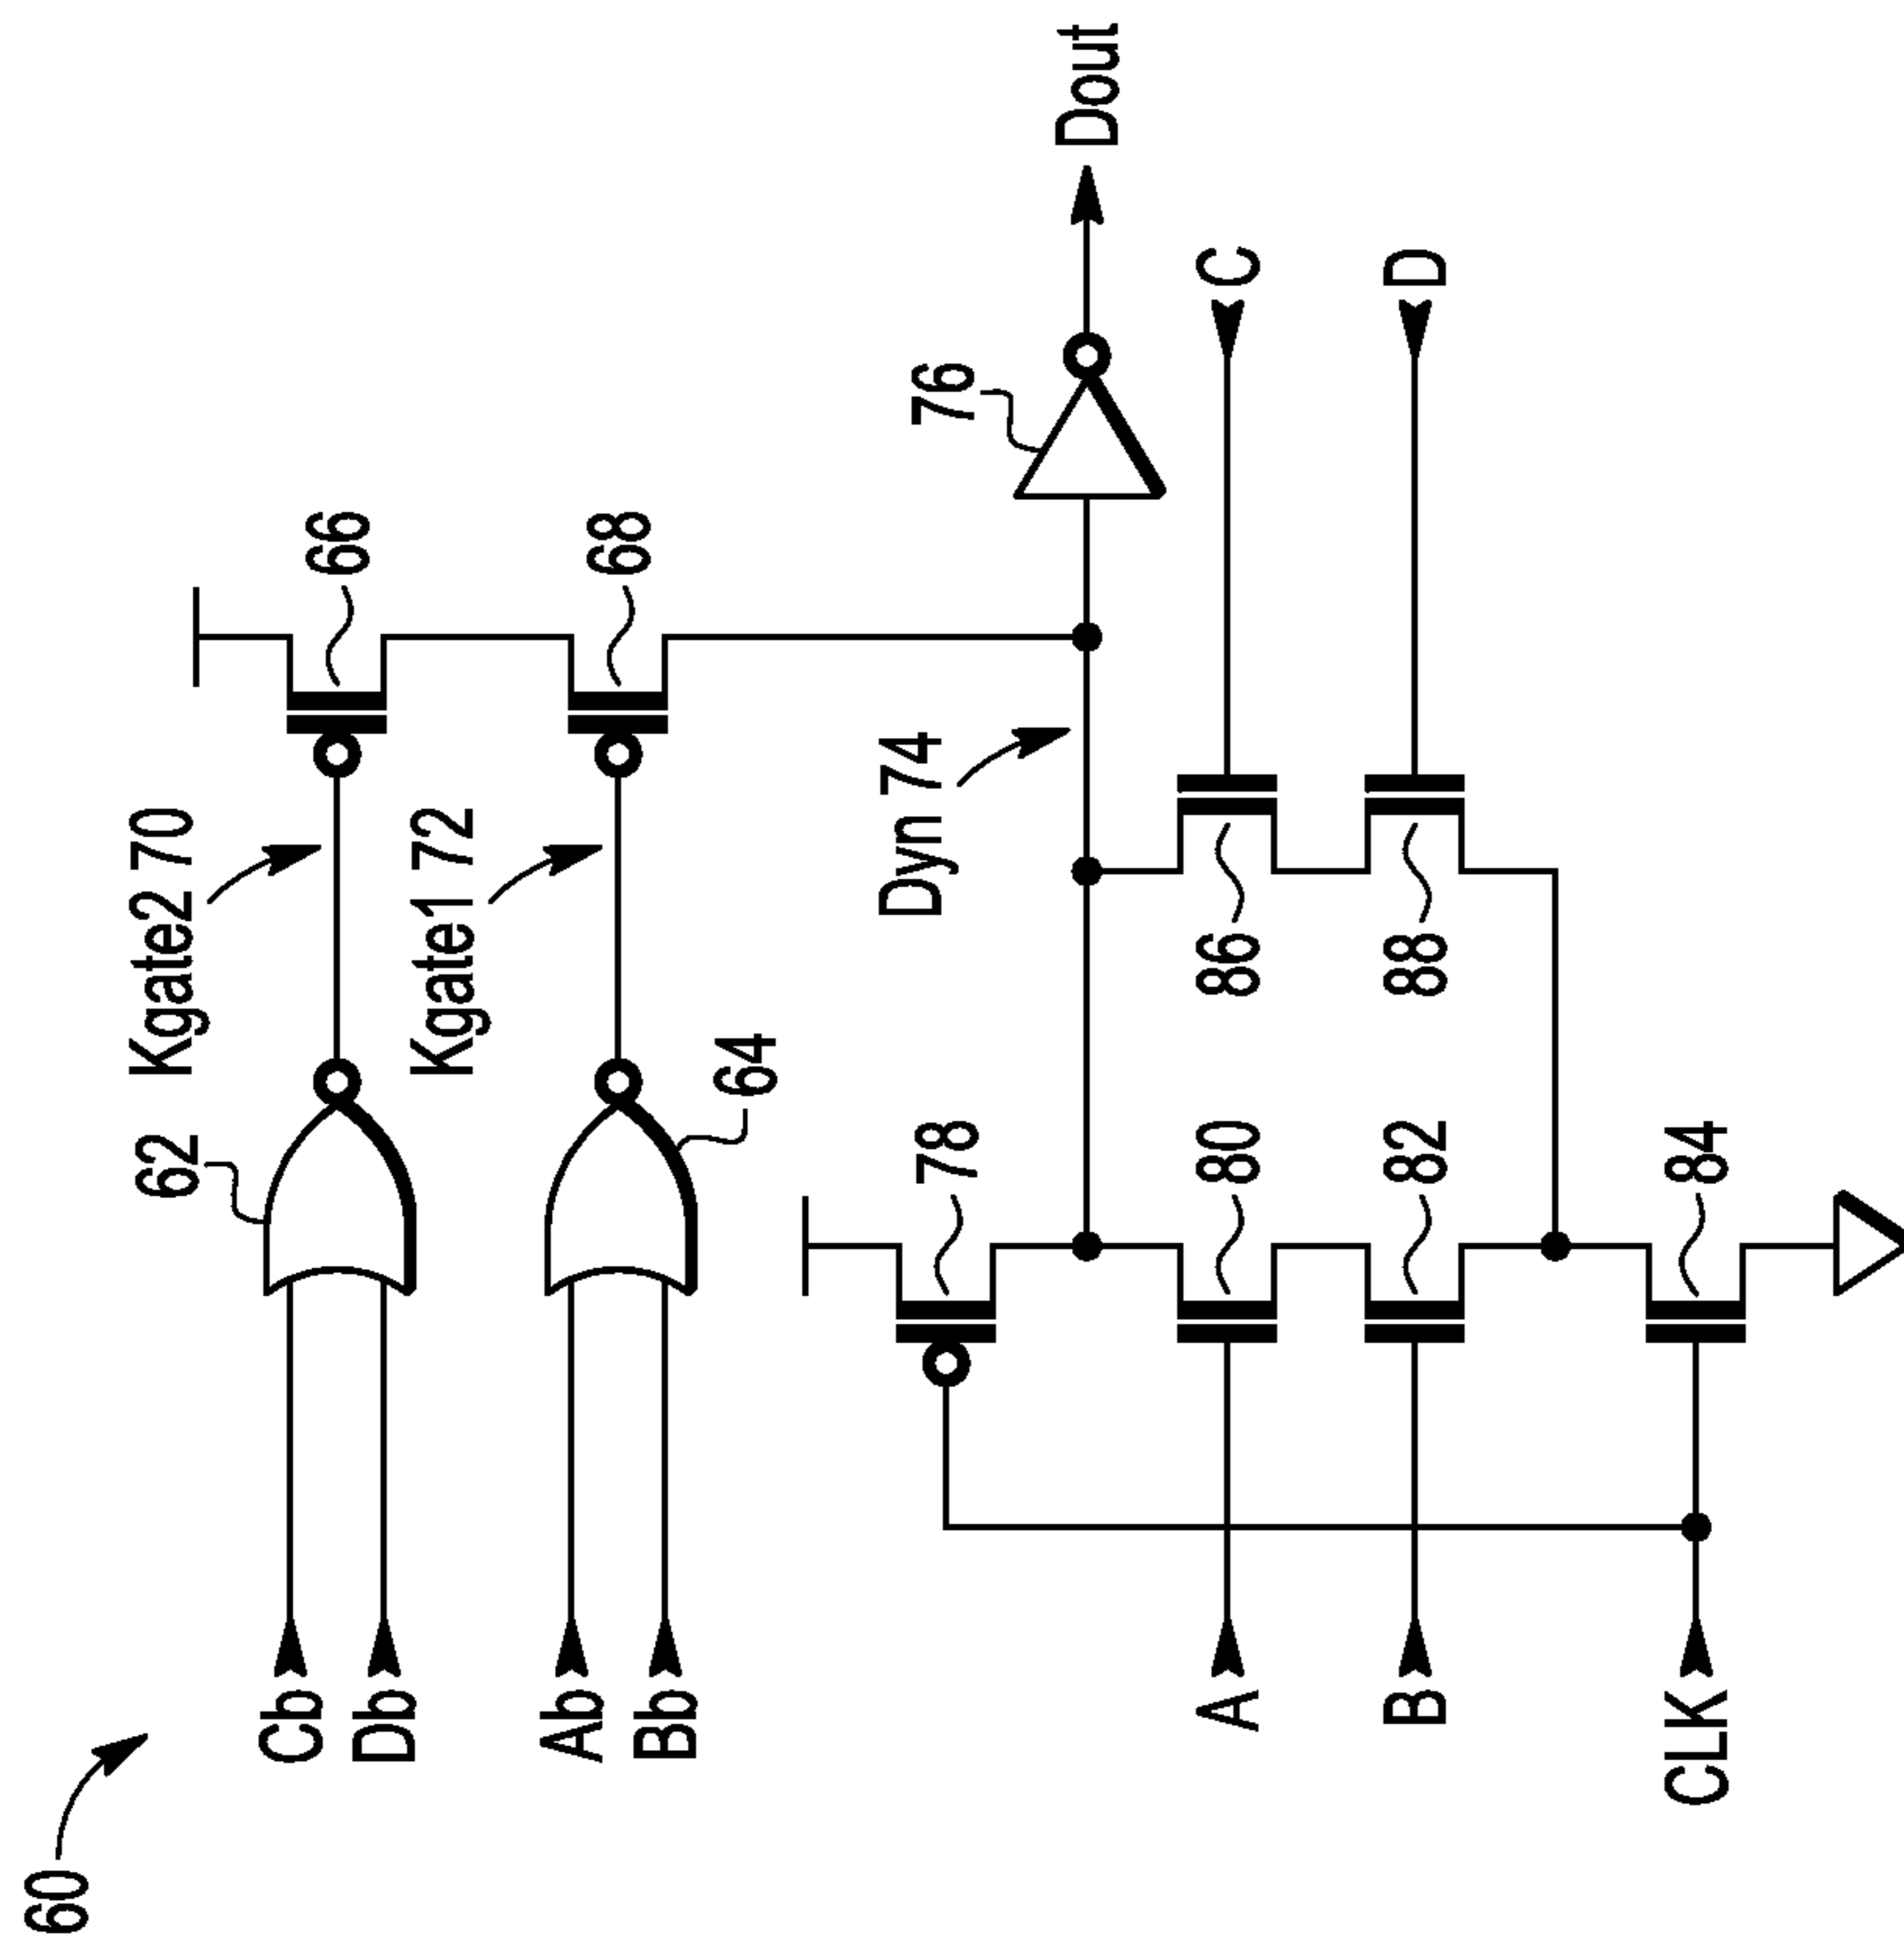 60
Cb
Db
Ab
Bb
62
64
Kgate2 70
Kgate1 72
66
68
Dyn 74
76
Dout
78
80
82
84
86
88
A
B
CLK
C
D